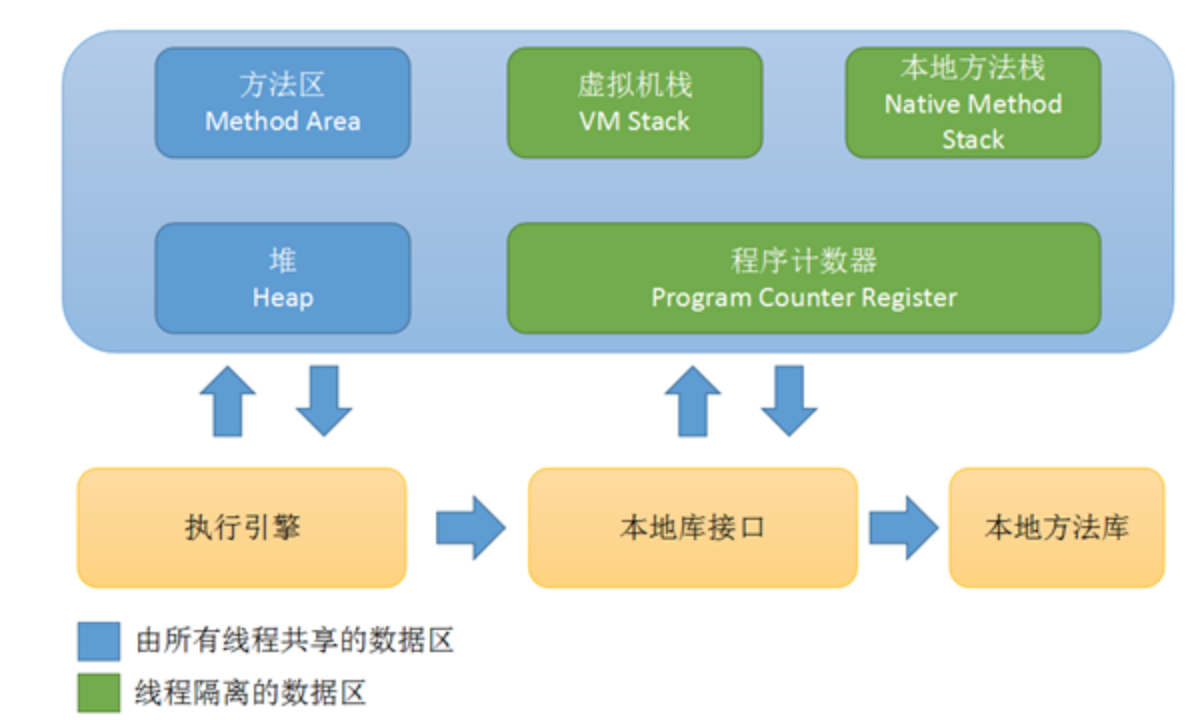 方法区
Method Area
虚拟机栈
VM Stack
本地方法栈
Native Method
Stack
堆
Heap
程序计数器
Program Counter Register
执行引擎
本地库接口
本地方法库
由所有线程共享的数据区
线程隔离的数据区